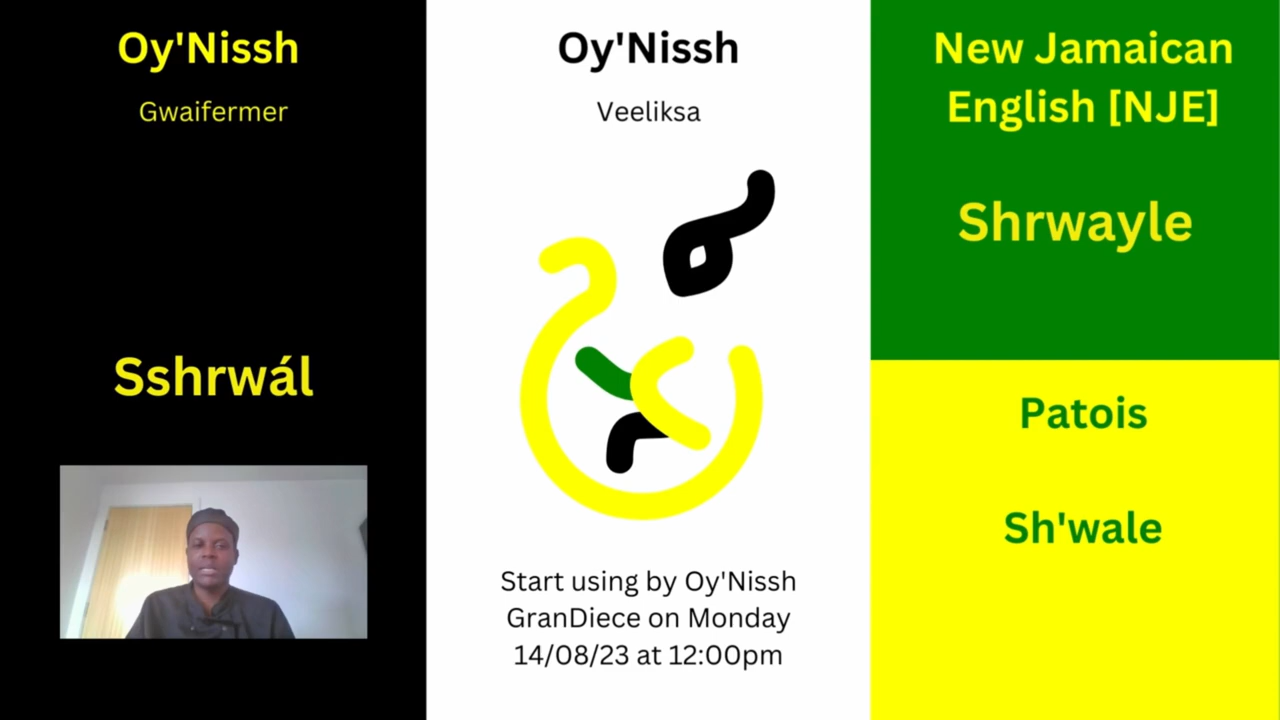 Oy'Nissh
Gwaifermer
Sshrwál
Oy'Nissh
Veeliksa
Start using by Oy'Nissh
GranDiece on Monday
14/08/23 at 12:00pm
New Jamaican
English [NJE]
Shrwayle
Patois
Sh'wale